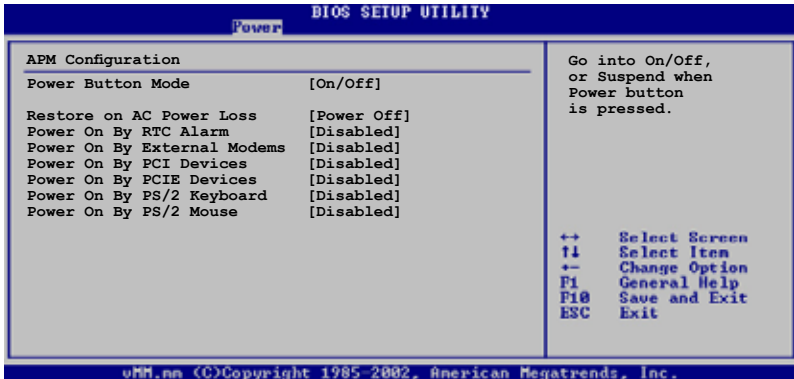 BIOS SETUP UTILITY
Power
APM Configuration
Power Button Mode [On/Off]
Restore on AC Power Loss [Power Off]
Power On By RTC Alarm [Disabled]
Power On By External Modems [Disabled]
Power On By PCI Devices [Disabled]
Power On By PCIE Devices [Disabled]
Power On By PS/2 Keyboard [Disabled]
Power On By PS/2 Mouse [Disabled]
Go into On/Off,
or Suspend when
Power button
is pressed.
←→ Select Screen
↑↓ Select Item
+- Change Option
F1 General Help
F10 Save and Exit
ESC Exit
vMM.mm (C)Copyright 1985-2002, American Megatrends, Inc.